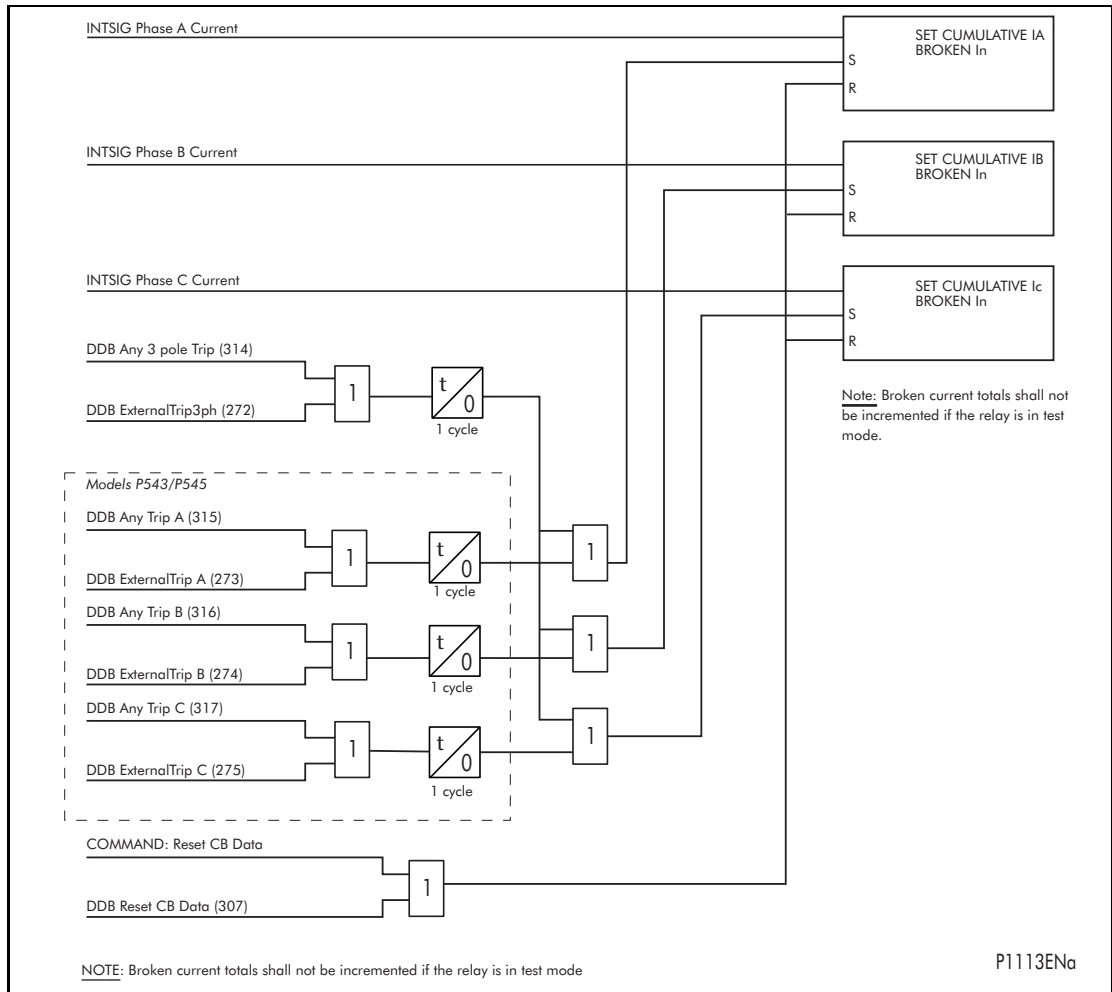 INTSIG Phase A Current
SET CUMULATIVE IA
BROKEN In
S
R
INTSIG Phase B Current
SET CUMULATIVE IB
BROKEN In
S
R
INTSIG Phase C Current
SET CUMULATIVE Ic
BROKEN In
S
R
DDB Any 3 pole Trip (314)
DDB ExternalTrip3ph (272)
1
t
0
1 cycle
Note: Broken current totals shall not
be incremented if the relay is in test
mode.
Models P543/P545
DDB Any Trip A (315)
DDB ExternalTrip A (273)
1
t
0
1 cycle
1
DDB Any Trip B (316)
DDB ExternalTrip B (274)
1
t
0
1 cycle
1
DDB Any Trip C (317)
DDB ExternalTrip C (275)
1
t
0
1 cycle
1
COMMAND: Reset CB Data
DDB Reset CB Data (307)
1
NOTE: Broken current totals shall not be incremented if the relay is in test mode
P1113ENa